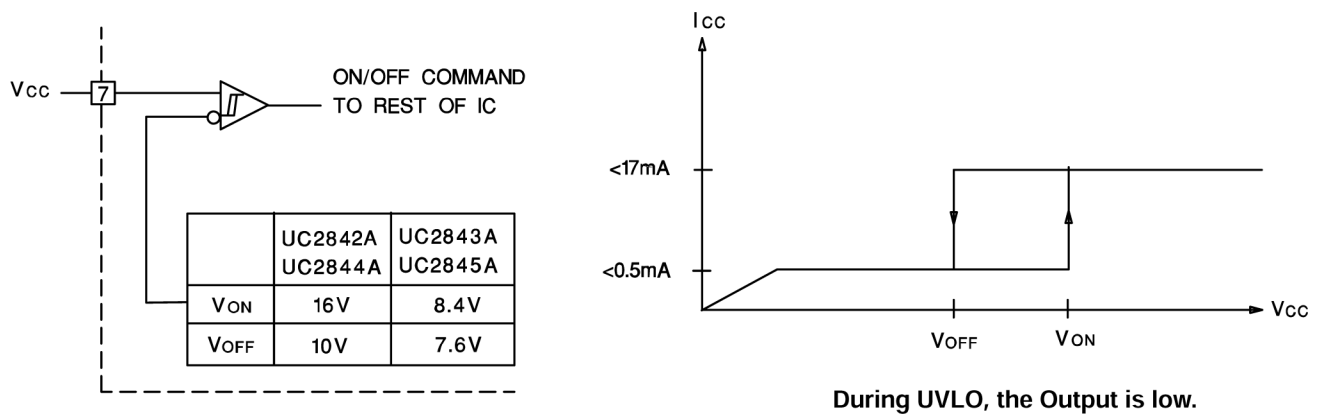 Vcc
7
ON/OFF COMMAND
TO REST OF IC
UC2842A UC2843A
UC2844A UC2845A
VON 16V 8.4V
VOFF 10V 7.6V
Icc
<17mA
<0.5mA
Vcc
VOFF VON
During UVLO, the Output is low.